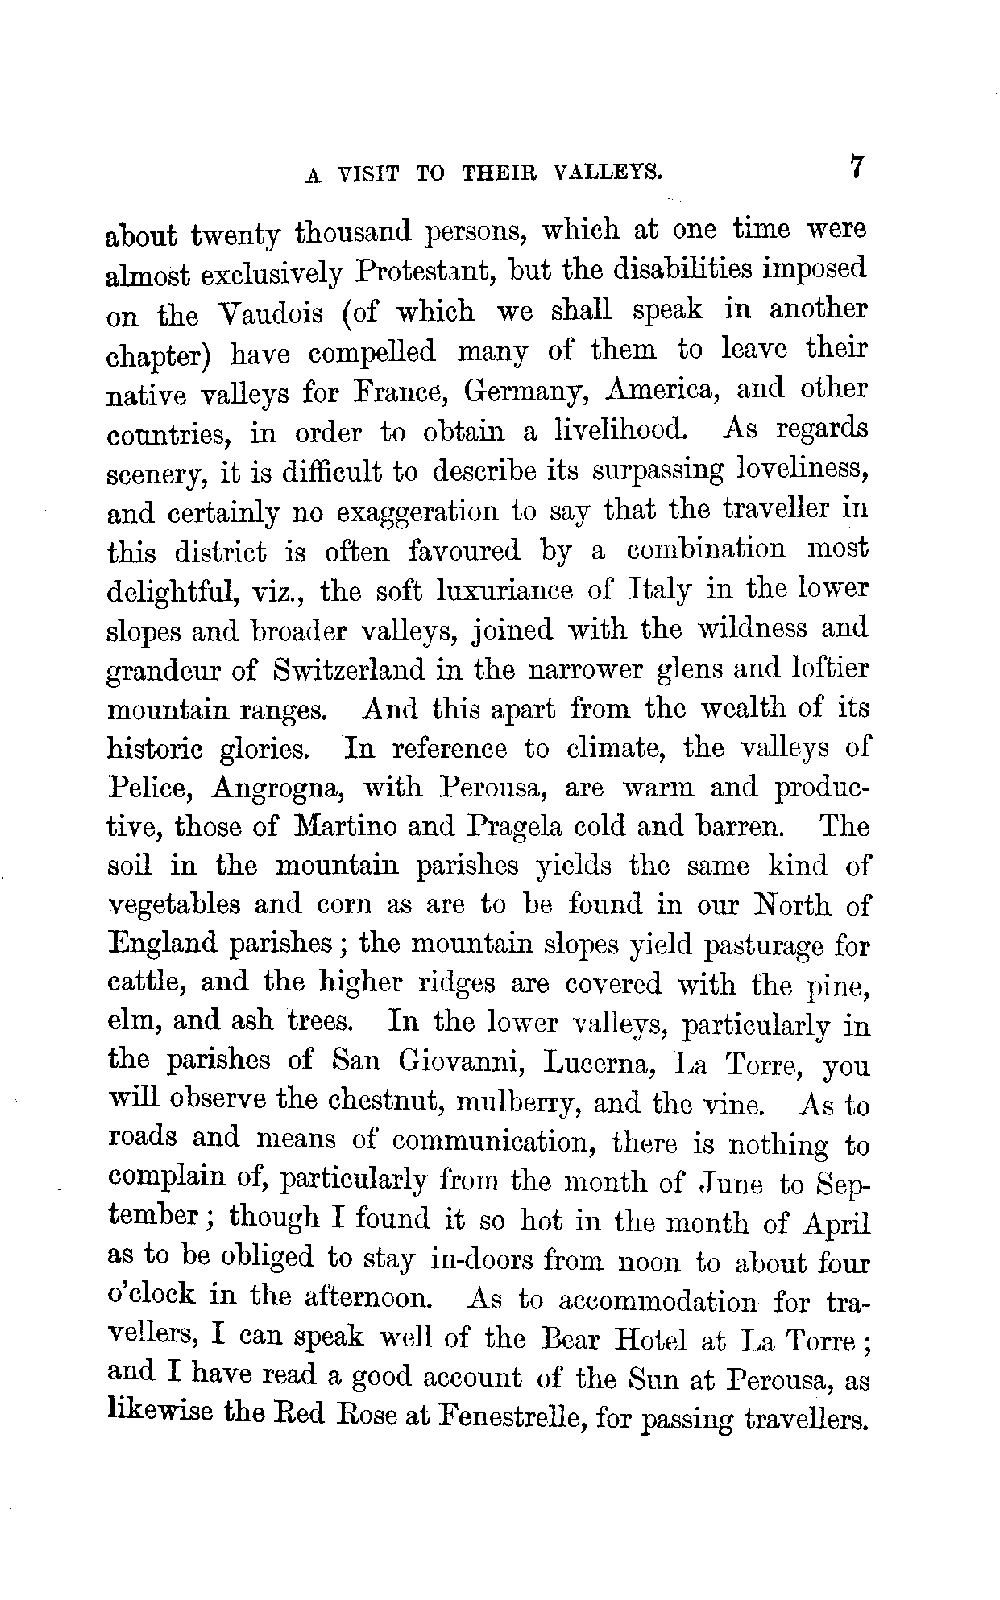 A VISIT TO THEIR VALLEYS. 7
about twenty thousand persons, which at one time were
almost exclusively Protestant, but the disabilities imposed
on the Vaudois (of which we shall speak in another
chapter) have compelled many of them to leave their
native valleys for France, Germany, America, and other
countries, in order to obtain a livelihood. As regards
scenery, it is difficult to describe its surpassing loveliness,
and certainly no exaggeration to say that the traveller in
this district is often favoured by a combination most
delightful, viz., the soft luxuriance of Italy in the lower
slopes and broader valleys, joined with the wildness and
grandeur of Switzerland in the narrower glens and loftier
mountain ranges. And this apart from the wealth of its
historic glories. In reference to climate, the valleys of
Pelice, Angrogna, with Perousa, are warm and produc-
tive, those of Martino and Pragela cold and barren. The
soil in the mountain parishes yields the same kind of
vegetables and corn as are to be found in our North of
England parishes; the mountain slopes yield pasturage for
cattle, and the higher ridges are covered with the pine,
elm, and ash trees. In the lower valleys, particularly in
the parishes of San Giovanni, Lucerna, La Torre, you
will observe the chestnut, mulberry, and the vine. As to
roads and means of communication, there is nothing to
complain of, particularly from the month of June to Sep-
tember; though I found it so hot in the month of April
as to be obliged to stay in-doors from noon to about four
o'clock in the afternoon. As to accommodation for tra-
vellers, I can speak well of the Bear Hotel at La Torre;
and I have read a good account of the Sun at Perousa, as
likewise the Red Rose at Fenestrelle, for passing travellers.